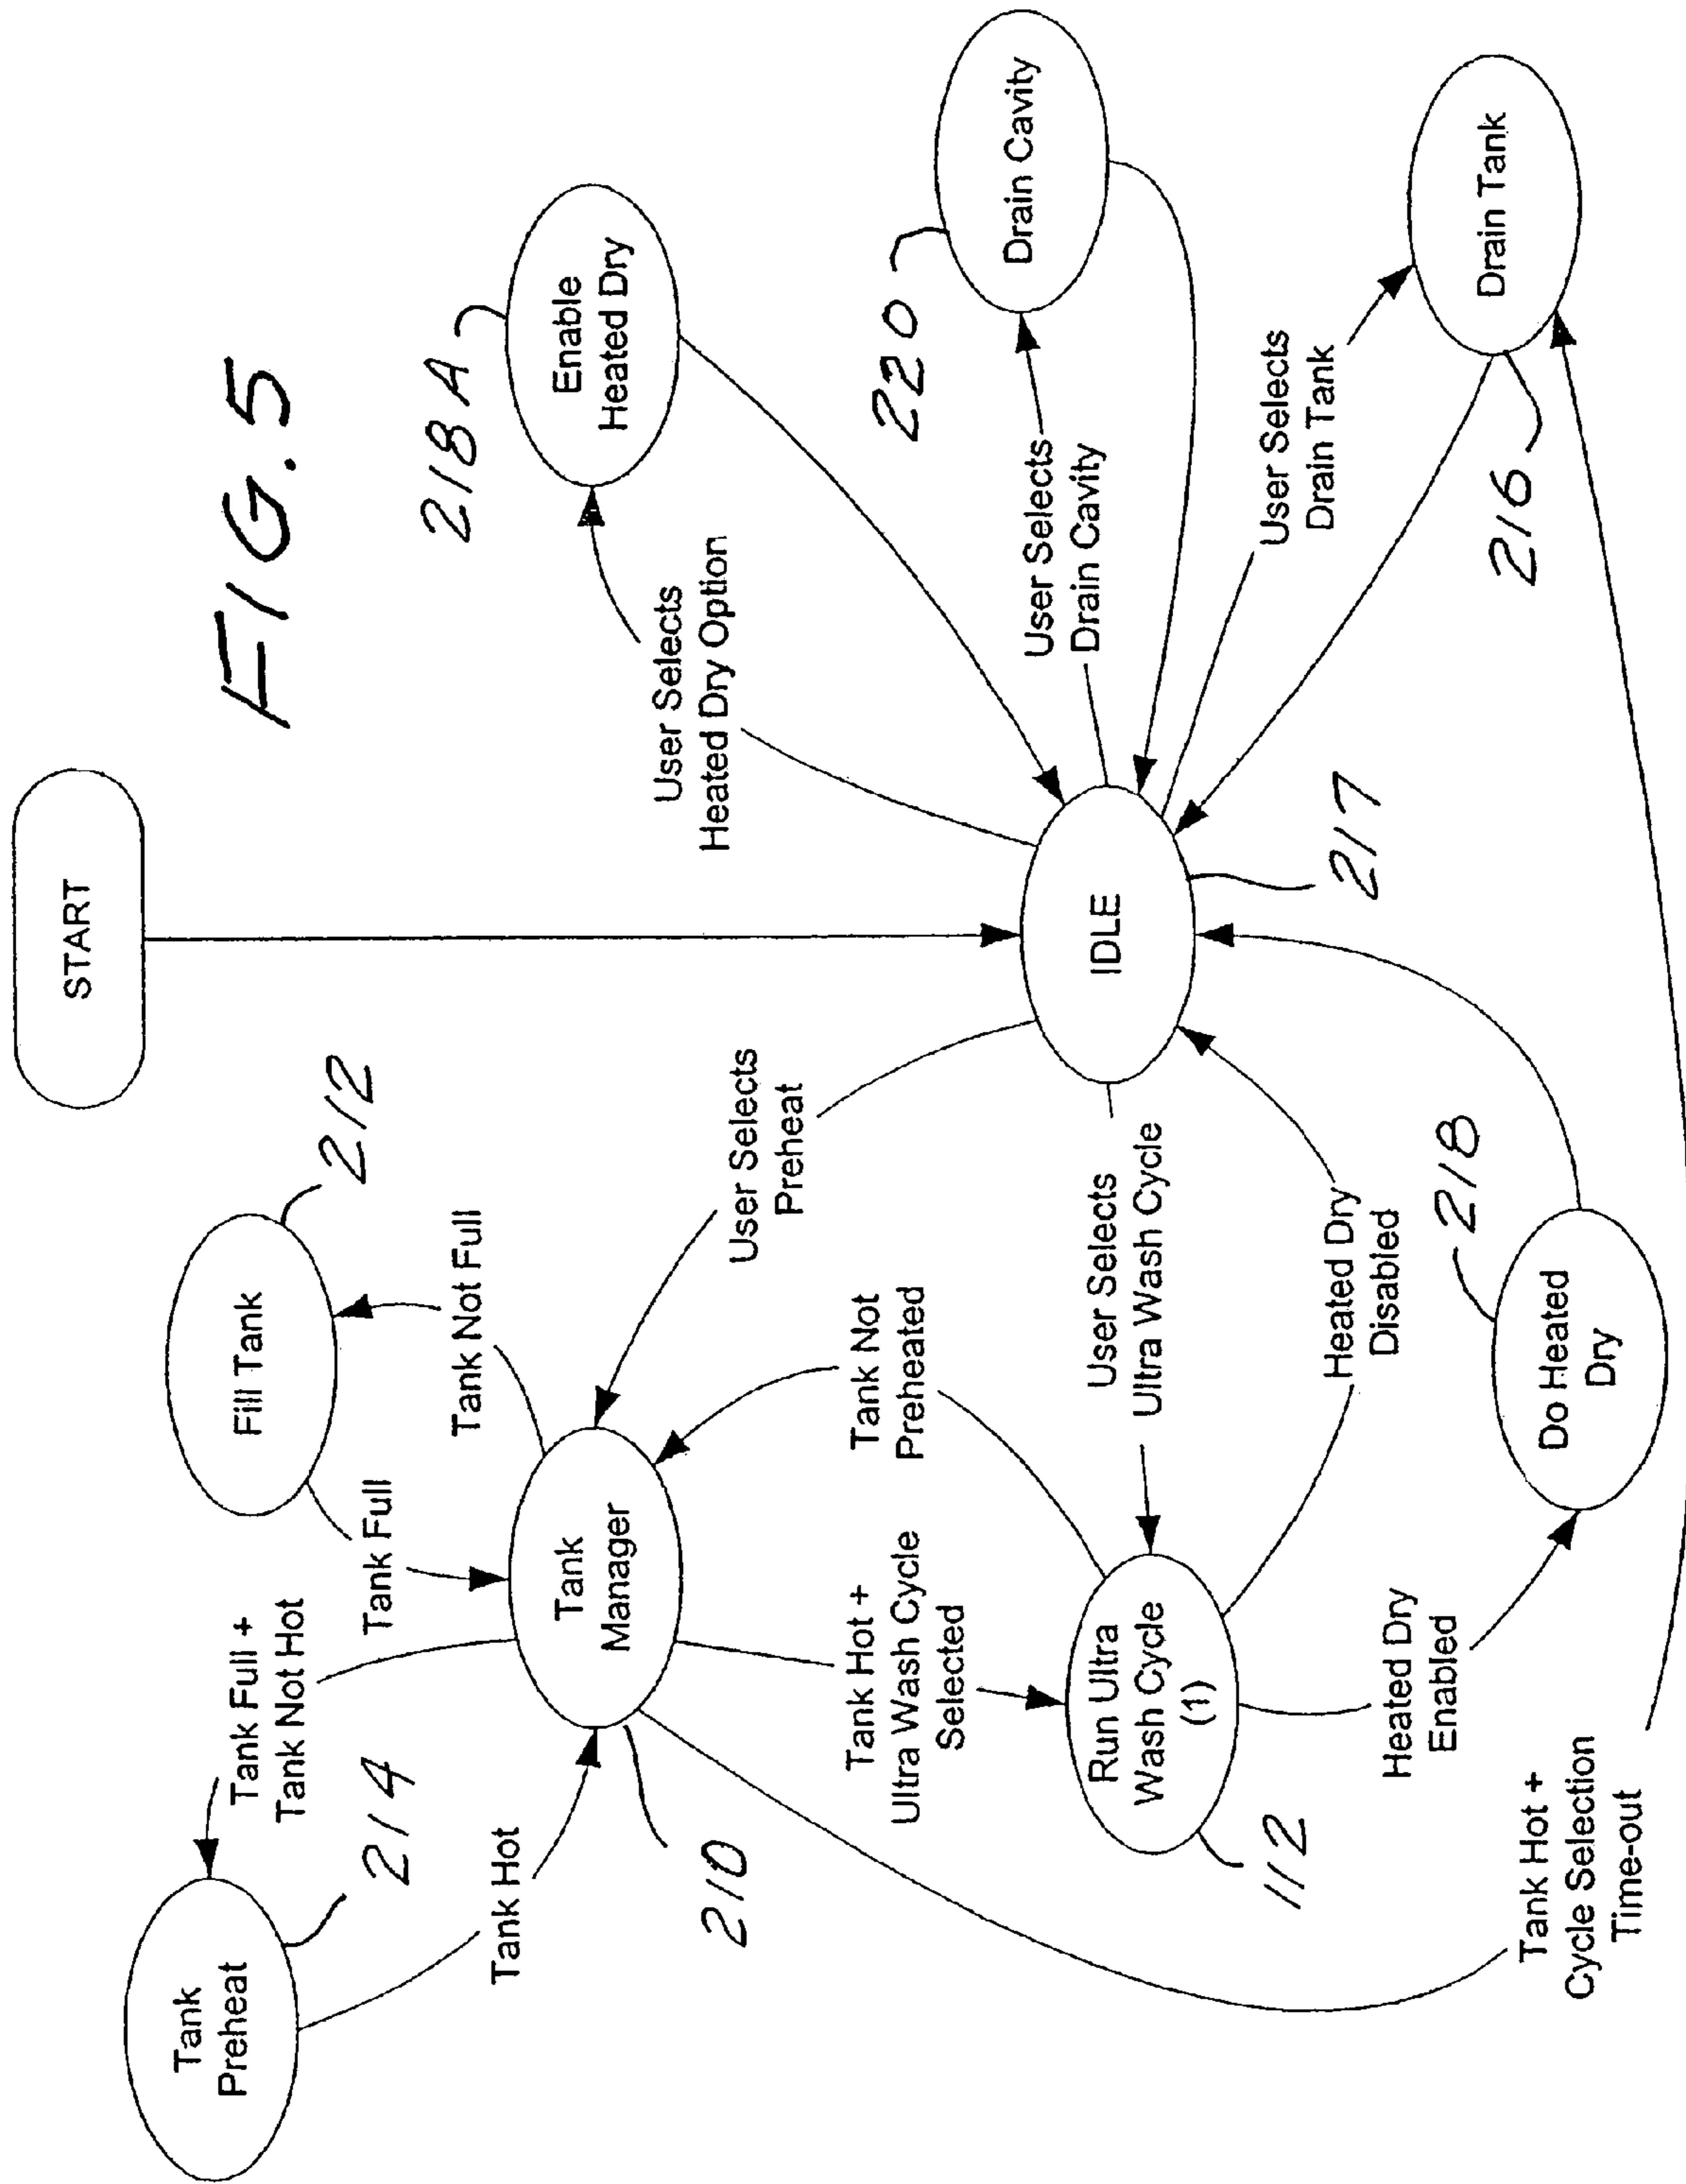 FIG. 5
START
Tank
Preheat
214
Tank Full +
Tank Not Hot
Tank Hot
Fill Tank
212
Tank Full
Tank Not Full
Tank
Manager
210
User Selects
Preheat
User Selects
Heated Dry Option
Enable
Heated Dry
218A
Tank Hot +
Ultra Wash Cycle
Selected
Tank Not
Preheated
User Selects
Ultra Wash Cycle
IDLE
217
User Selects
Drain Cavity
Drain Cavity
220
Run Ultra
Wash Cycle
(1)
112
Heated Dry
Disabled
User Selects
Drain Tank
Drain Tank
216
Heated Dry
Enabled
Do Heated
Dry
218
Tank Hot +
Cycle Selection
Time-out